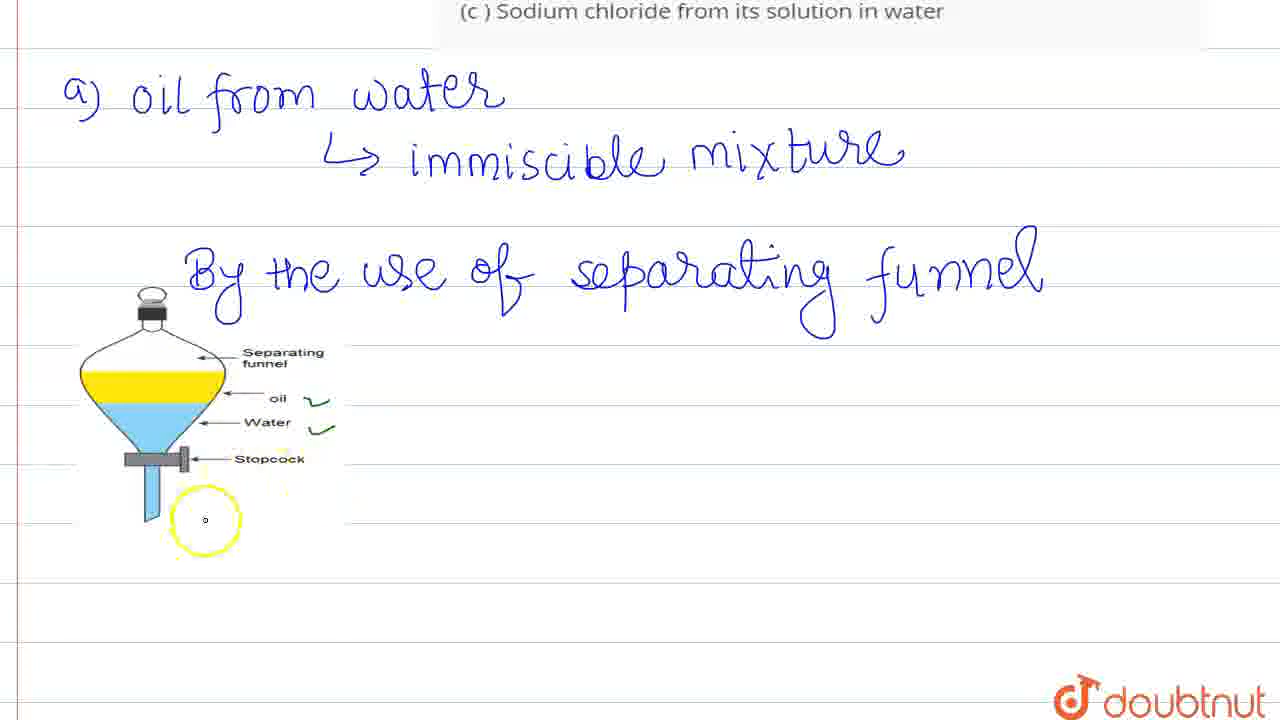 (c ) Sodium chloride from its solution in water
a) oil from water
↳ immiscible mixture
By the use of separating funnel
Separating
funnel
oil
Water
Stopcock
doubtnut